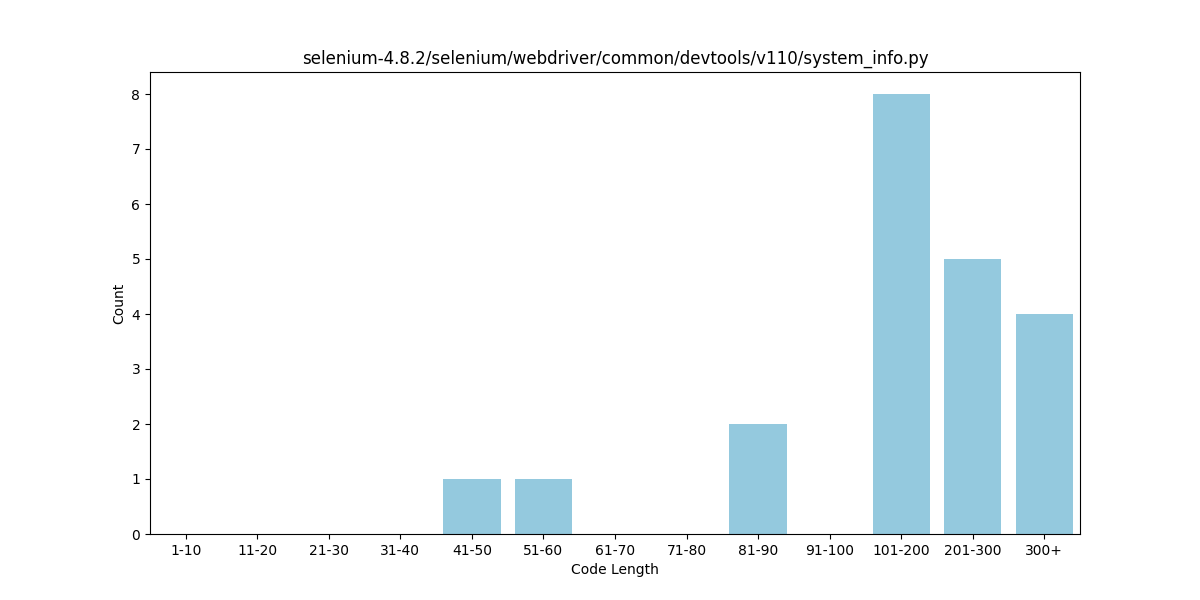 selenium-4.8.2/selenium/webdriver/common/devtools/v110/system_info.py
8
7
6
5
4
3
2
1
0
Count
1-10 11-20 21-30 31-40 41-50 51-60 61-70 71-80 81-90 91-100 101-200 201-300 300+
Code Length